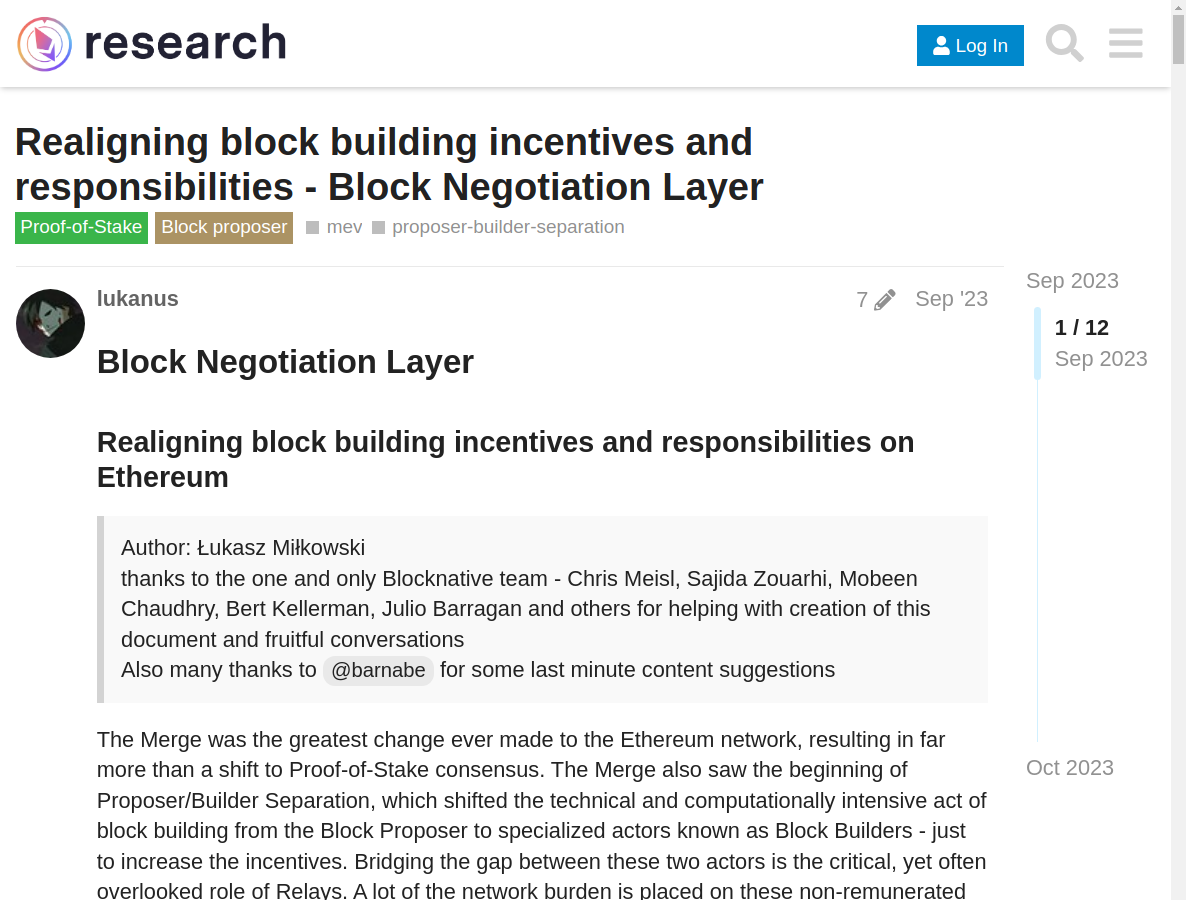 research
Log In
Realigning block building incentives and
responsibilities - Block Negotiation Layer
Proof-of-Stake Block proposer mev proposer-builder-separation
Sep 2023
lukanus 7 Sep '23
1 / 12
Sep 2023
Block Negotiation Layer
Realigning block building incentives and responsibilities on
Ethereum
Author: Łukasz Miłkowski
thanks to the one and only Blocknative team - Chris Meisl, Sajida Zouarhi, Mobeen
Chaudhry, Bert Kellerman, Julio Barragan and others for helping with creation of this
document and fruitful conversations
Also many thanks to @barnabe for some last minute content suggestions
The Merge was the greatest change ever made to the Ethereum network, resulting in far
more than a shift to Proof-of-Stake consensus. The Merge also saw the beginning of
Proposer/Builder Separation, which shifted the technical and computationally intensive act of
block building from the Block Proposer to specialized actors known as Block Builders - just
to increase the incentives. Bridging the gap between these two actors is the critical, yet often
overlooked role of Relays. A lot of the network burden is placed on these non-remunerated
Oct 2023